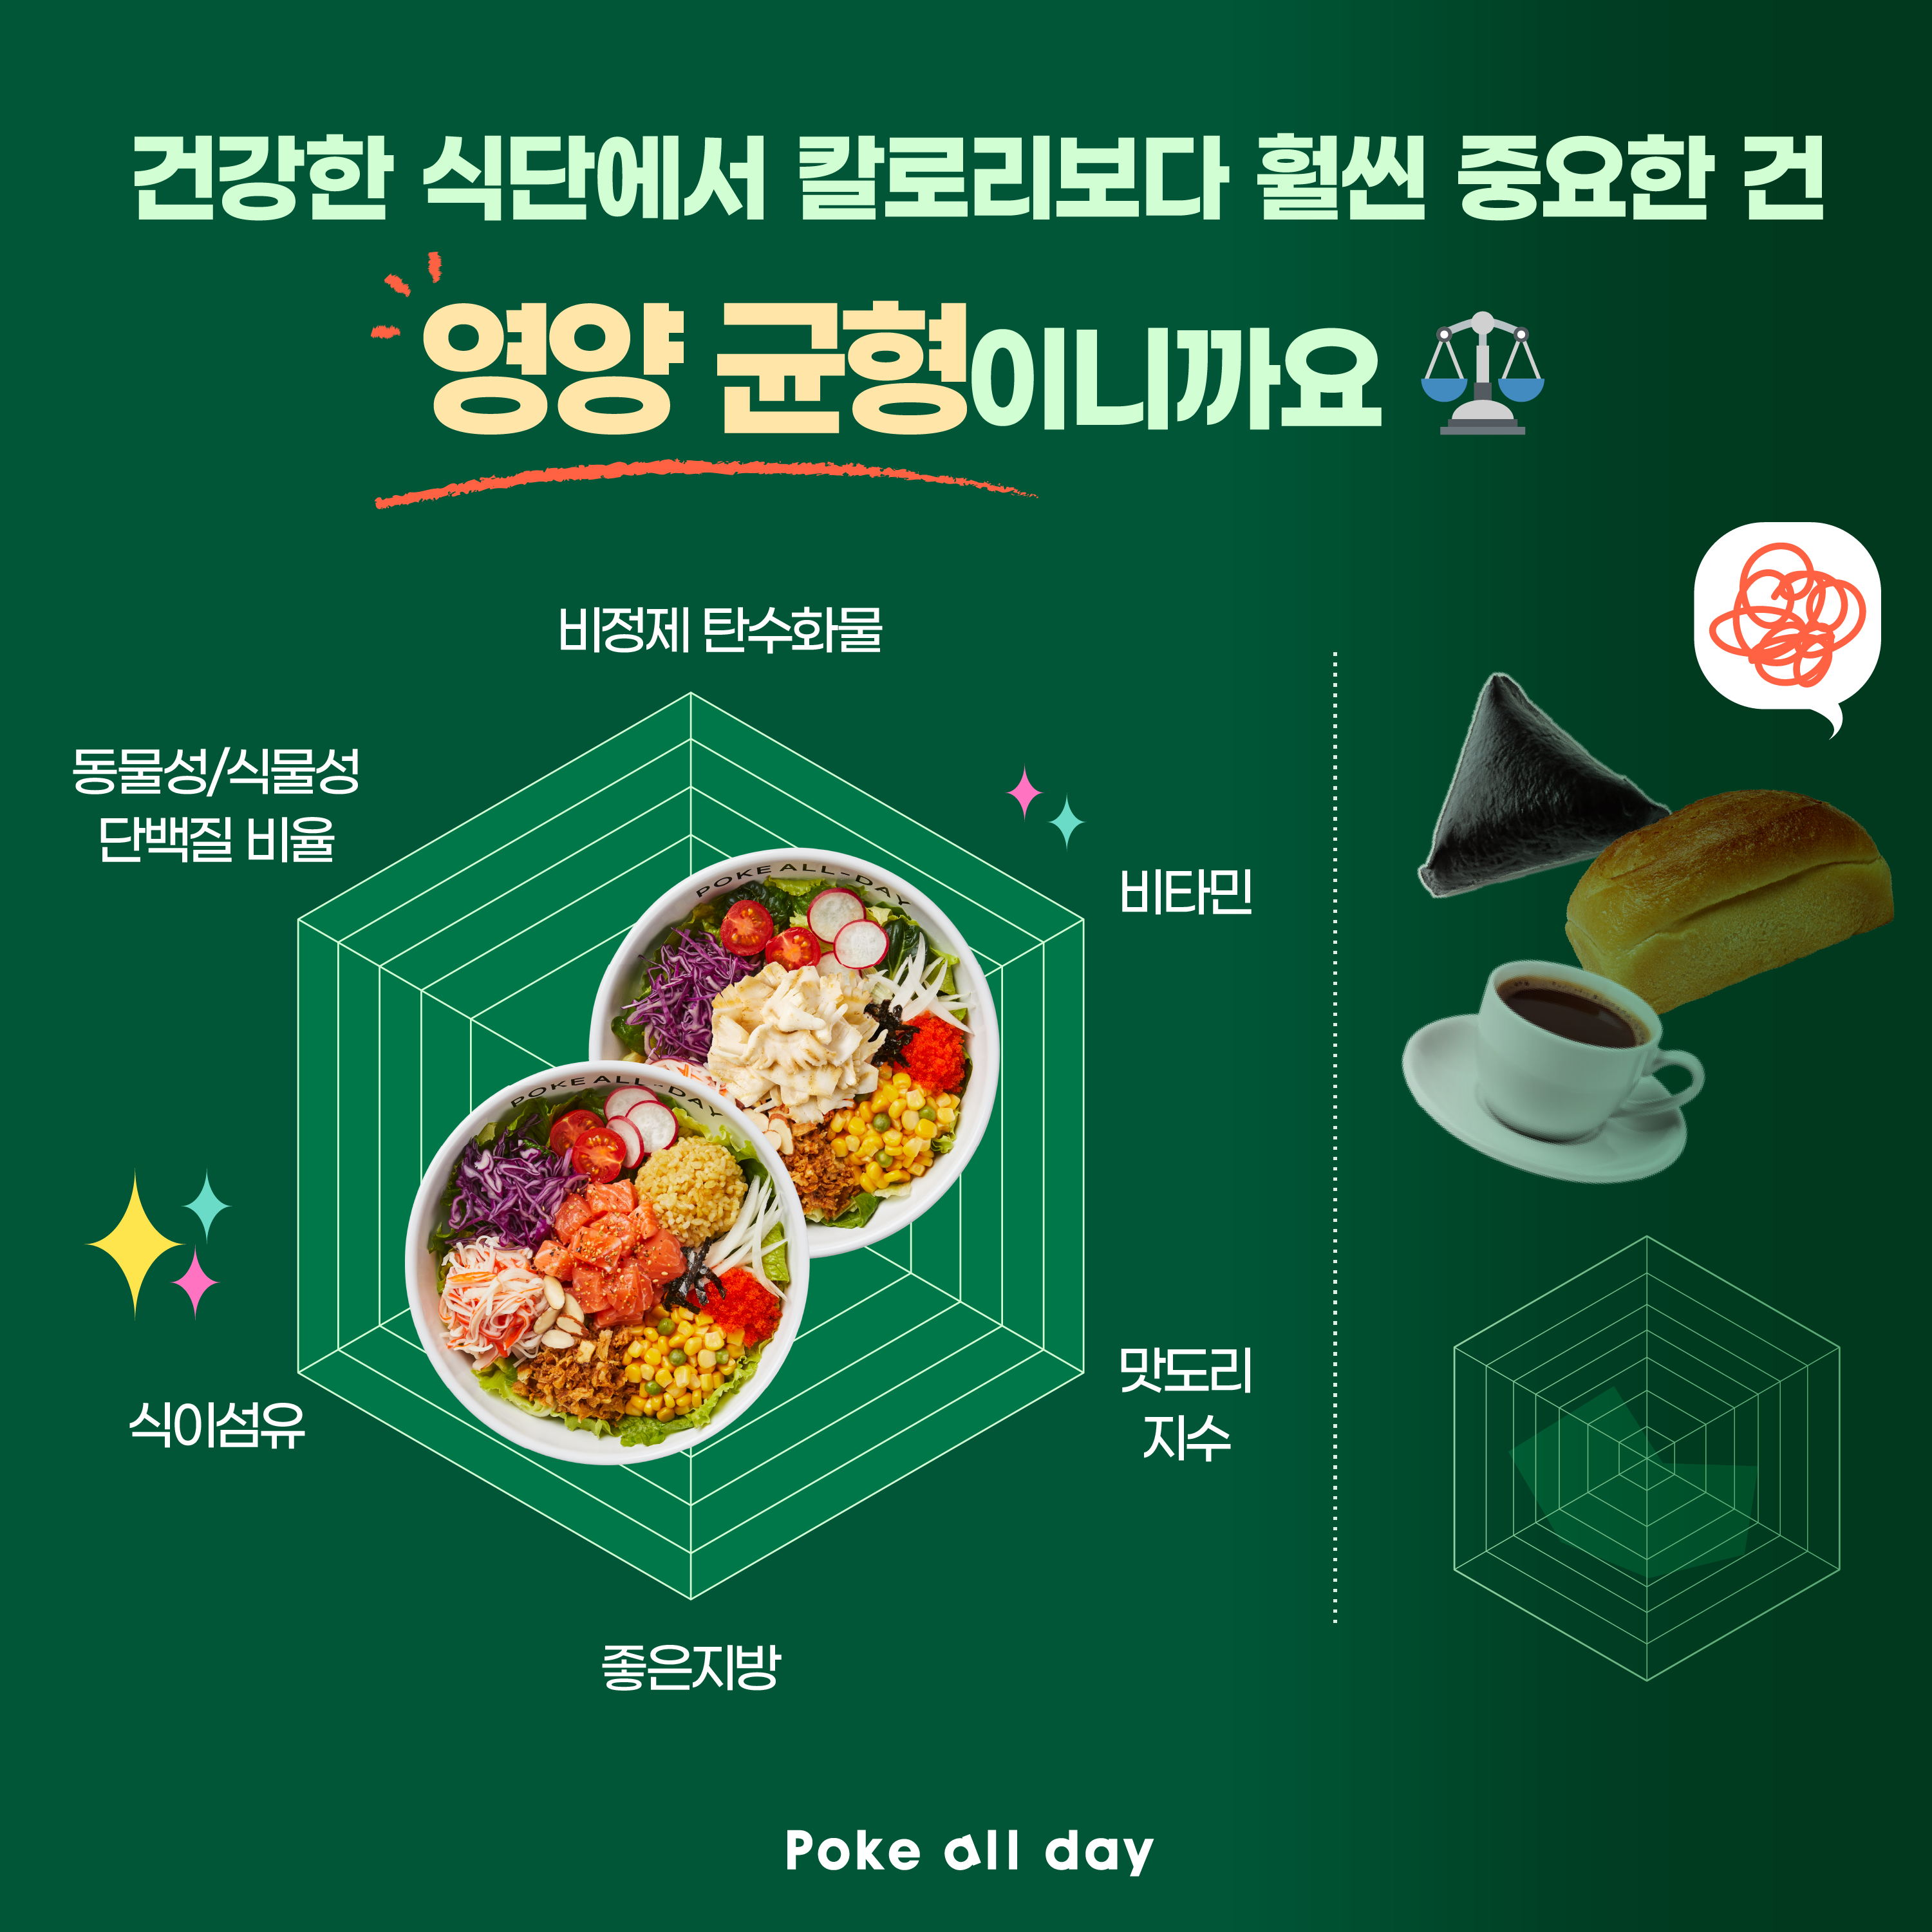 건강한 식단에서 칼로리보다 훨씬 중요한 건
영양 균형이니까요
비정제 탄수화물
동물성/식물성
단백질 비율
비타민
POKE ALL-DAY
POKE ALL-DAY
맛도리
지수
식이섬유
좋은지방
Poke all day